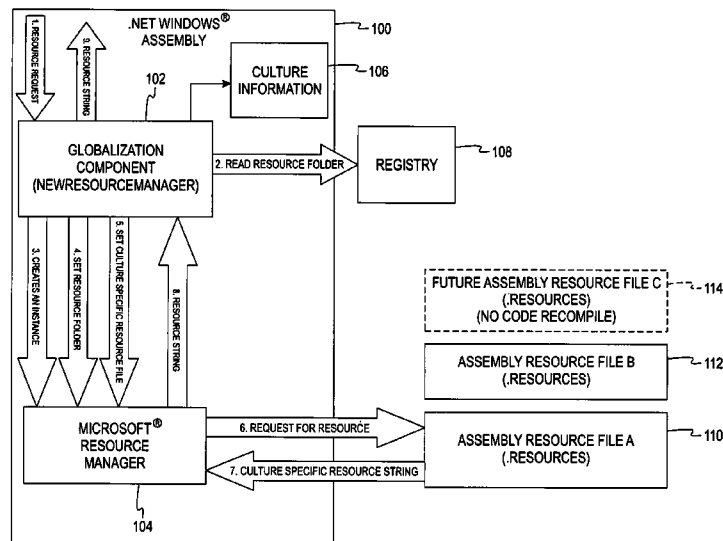 .NET WINDOWS®
ASSEMBLY
100
1. RESOURCE REQUEST
9. RESOURCE STRING
102
CULTURE
INFORMATION
106
GLOBALIZATION
COMPONENT
(NEWRESOURCEMANAGER)
2. READ RESOURCE FOLDER
REGISTRY
108
3. CREATES AN INSTANCE
4. SET RESOURCE FOLDER
5. SET CULTURE SPECIFIC RESOURCE FILE
8. RESOURCE STRING
FUTURE ASSEMBLY RESOURCE FILE C
(.RESOURCES)
(NO CODE RECOMPILE)
114
ASSEMBLY RESOURCE FILE B
(.RESOURCES)
112
MICROSOFT®
RESOURCE
MANAGER
104
6. REQUEST FOR RESOURCE
7. CULTURE SPECIFIC RESOURCE STRING
ASSEMBLY RESOURCE FILE A
(.RESOURCES)
110